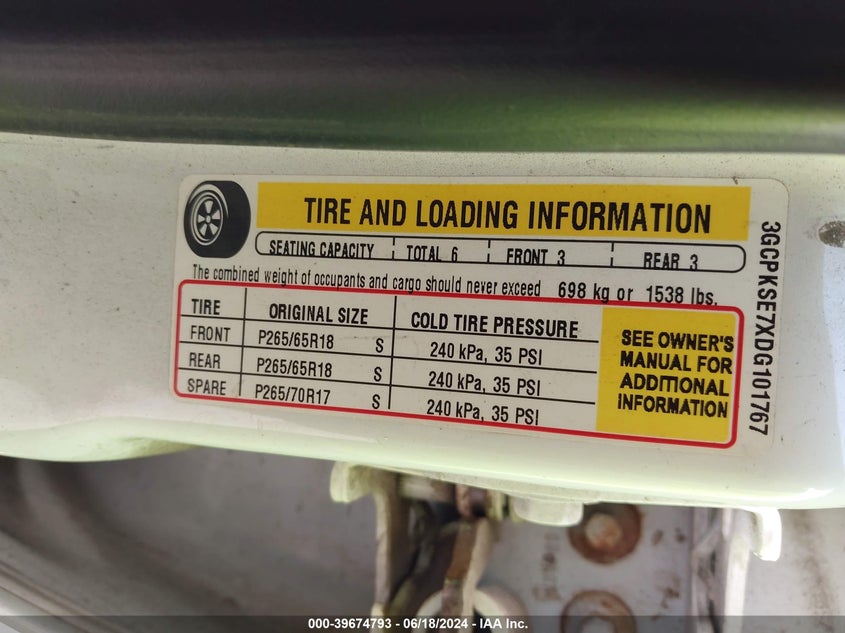 TIRE AND LOADING INFORMATION
SEATING CAPACITY TOTAL 6 FRONT 3 REAR 3
The combined weight of occupants and cargo should never exceed 698 kg or 1538 lbs.
TIRE ORIGINAL SIZE COLD TIRE PRESSURE
FRONT P265/65R18 S 240 kPa, 35 PSI
REAR P265/65R18 S 240 kPa, 35 PSI
SPARE P265/70R17 S 240 kPa, 35 PSI
SEE OWNER'S
MANUAL FOR
ADDITIONAL
INFORMATION
3GCPKSE7XDG101767
000-39674793 - 06/18/2024 - IAA Inc.